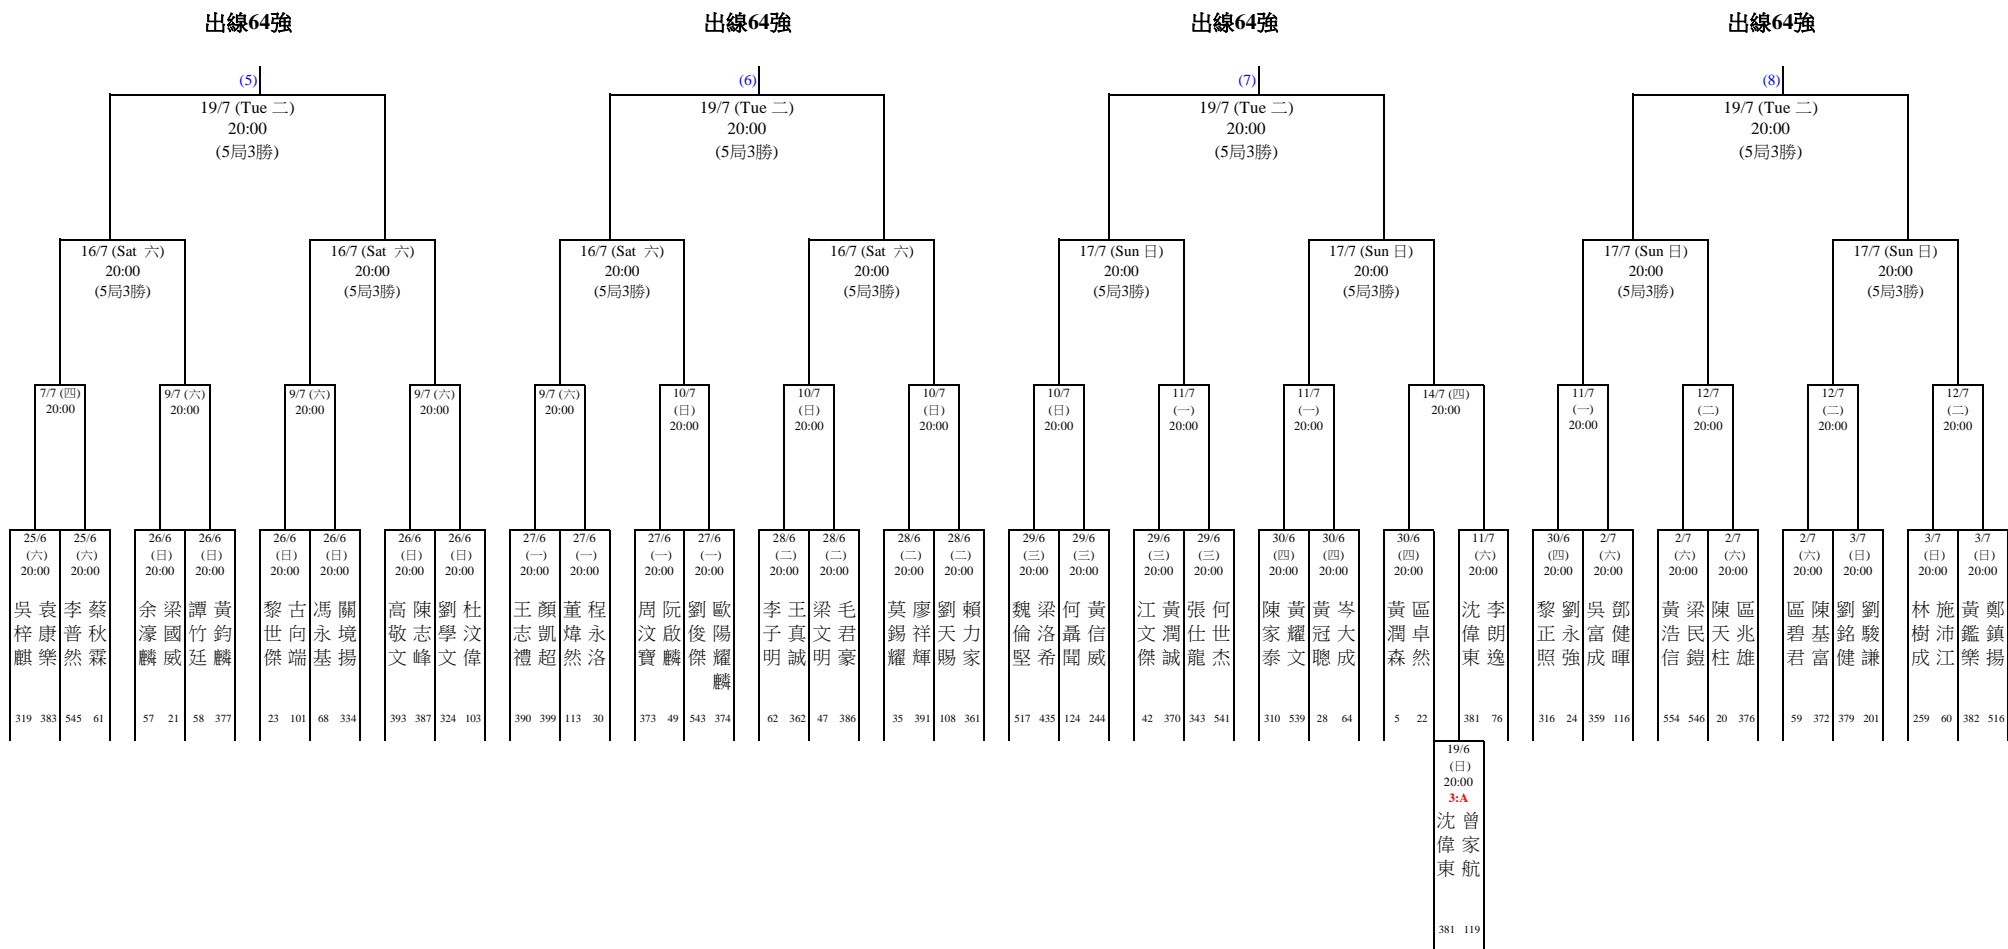 出線64強
出線64強
出線64強
出線64強
(5)
(6)
(7)
(8)
19/7 (Tue 二)
20:00
(5局3勝)
19/7 (Tue 二)
20:00
(5局3勝)
19/7 (Tue 二)
20:00
(5局3勝)
19/7 (Tue 二)
20:00
(5局3勝)
16/7 (Sat 六)
20:00
(5局3勝)
16/7 (Sat 六)
20:00
(5局3勝)
16/7 (Sat 六)
20:00
(5局3勝)
16/7 (Sat 六)
20:00
(5局3勝)
17/7 (Sun 日)
20:00
(5局3勝)
17/7 (Sun 日)
20:00
(5局3勝)
17/7 (Sun 日)
20:00
(5局3勝)
17/7 (Sun 日)
20:00
(5局3勝)
7/7 (四)
20:00
9/7 (六)
20:00
9/7 (六)
20:00
9/7 (六)
20:00
9/7 (六)
20:00
10/7
(日)
20:00
10/7
(日)
20:00
10/7
(日)
20:00
10/7
(日)
20:00
11/7
(一)
20:00
11/7
(一)
20:00
14/7 (四)
20:00
11/7
(一)
20:00
12/7
(二)
20:00
12/7
(二)
20:00
12/7
(二)
20:00
25/6
(六)
20:00
吳梓麒
袁康樂
319 383
25/6
(六)
20:00
李普然
蔡秋霖
545 61
26/6
(日)
20:00
余濠麟
梁國威
57 21
26/6
(日)
20:00
譚竹廷
黃鈞麟
58 377
26/6
(日)
20:00
黎世傑
古向端
23 101
26/6
(日)
20:00
馮永基
關境揚
68 334
26/6
(日)
20:00
高敬文
陳志峰
393 387
26/6
(日)
20:00
劉學文
杜汶偉
324 103
27/6
(一)
20:00
王志禮
顏凱超
390 399
27/6
(一)
20:00
董煒然
程永洛
113 30
27/6
(一)
20:00
周汶寶
阮啟麟
373 49
27/6
(一)
20:00
劉俊傑
歐陽耀麟
543 374
28/6
(二)
20:00
李子明
王真誠
62 362
28/6
(二)
20:00
梁文明
毛君豪
47 386
28/6
(二)
20:00
莫錫耀
廖祥輝
35 391
28/6
(二)
20:00
劉天賜
賴力家
108 361
29/6
(三)
20:00
魏倫堅
梁洛希
517 435
29/6
(三)
20:00
何聶聞
黃信威
124 244
29/6
(三)
20:00
江文傑
黃潤誠
42 370
29/6
(三)
20:00
張仕龍
何世杰
343 541
30/6
(四)
20:00
陳家泰
黃耀文
310 539
30/6
(四)
20:00
黃冠聰
岑大成
28 64
30/6
(四)
20:00
黃潤森
區卓然
5 22
11/7
(六)
20:00
沈偉東
李朗逸
381 76
30/6
(四)
20:00
黎正照
劉永強
316 24
2/7
(六)
20:00
吳富成
鄧健暉
359 116
2/7
(六)
20:00
黃浩信
梁民鎧
554 546
2/7
(六)
20:00
陳天柱
區兆雄
20 376
2/7
(六)
20:00
區碧君
陳基富
59 372
3/7
(日)
20:00
劉銘健
劉駿謙
379 201
3/7
(日)
20:00
林樹成
施沛江
259 60
3/7
(日)
20:00
黃鑑樂
鄭鎮揚
382 516
19/6
(日)
20:00
3:A
沈偉東
曾家航
381 119